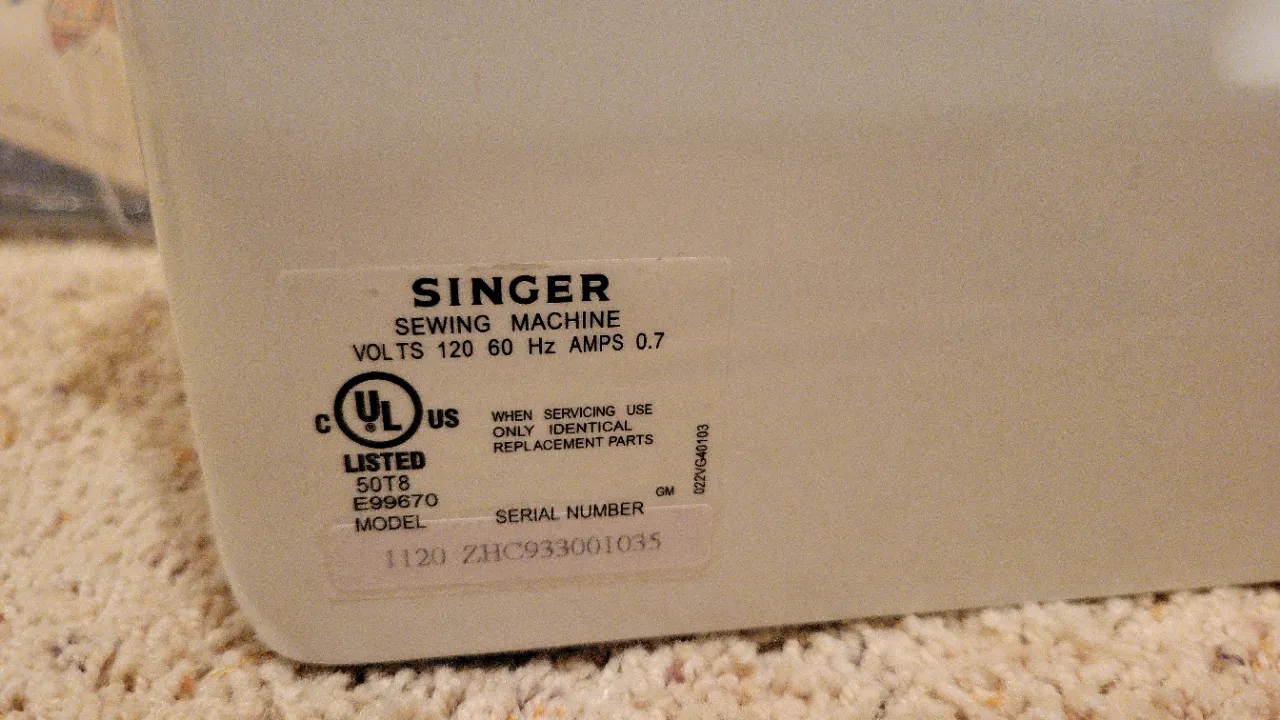 SINGER
SEWING MACHINE
VOLTS 120 60 Hz AMPS 0.7
C UL ® US
LISTED
50T8
E99670
WHEN SERVICING USE
ONLY IDENTICAL
REPLACEMENT PARTS
022VG40103
GM
MODEL SERIAL NUMBER
1120 ZHC933001035